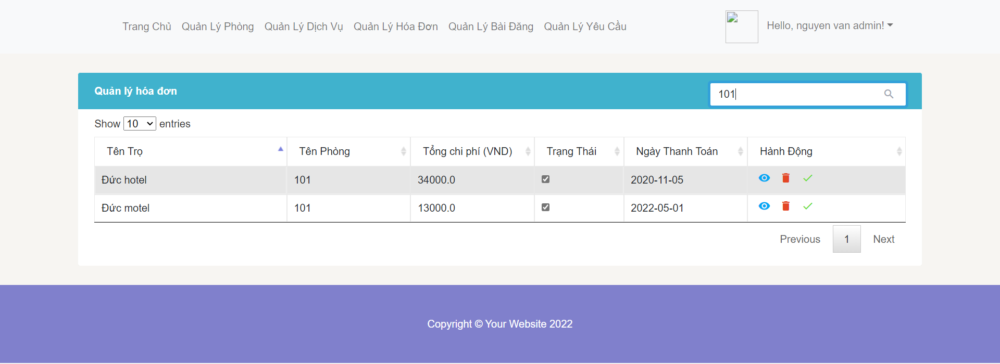 Trang Chủ Quản Lý Phòng Quản Lý Dịch Vụ Quản Lý Hóa Đơn Quản Lý Bài Đăng Quản Lý Yêu Cầu Hello, nguyen van admin!
Quản lý hóa đơn 101
Show 10 entries
Tên Trọ Tên Phòng Tổng chi phí (VND) Trạng Thái Ngày Thanh Toán Hành Động
Đức hotel 101 34000.0 2020-11-05
Đức motel 101 13000.0 2022-05-01
Previous 1 Next
Copyright © Your Website 2022